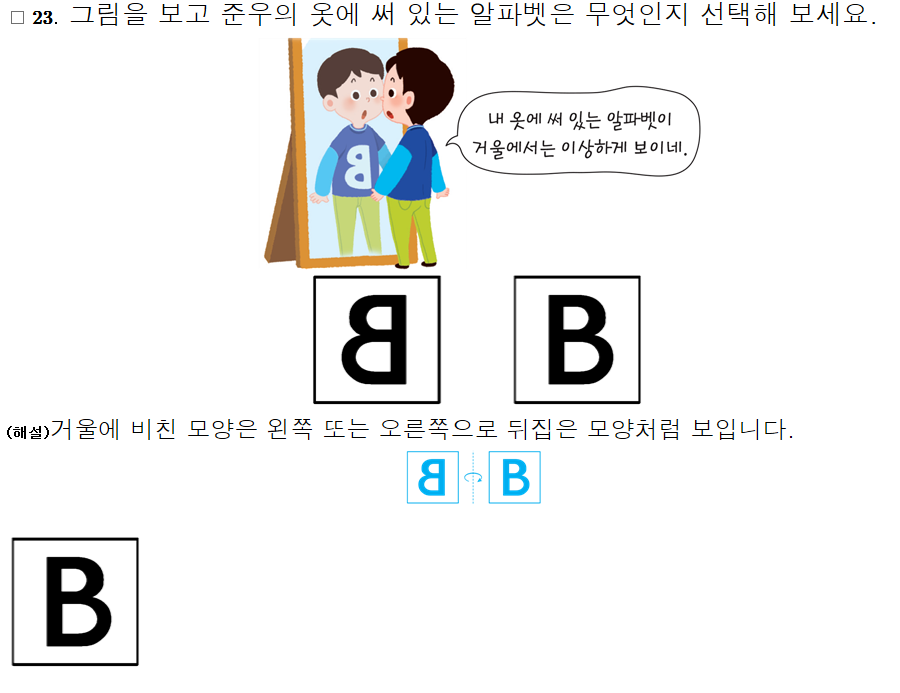 □ 23. 그림을 보고 준우의 옷에 써 있는 알파벳은 무엇인지 선택해 보세요.
내 옷에 써 있는 알파벳이
거울에서는 이상하게 보이네.
B
B B
(해설)거울에 비친 모양은 왼쪽 또는 오른쪽으로 뒤집은 모양처럼 보입니다.
B B
B